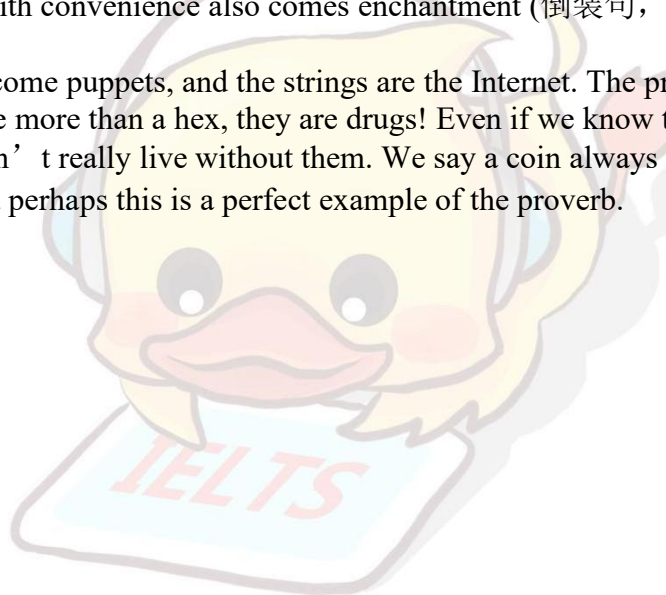 ith convenience also comes enchantment (倒装句，
come puppets, and the strings are the Internet. The pr
e more than a hex, they are drugs! Even if we know t
n’t really live without them. We say a coin always
perhaps this is a perfect example of the proverb.
IELTS